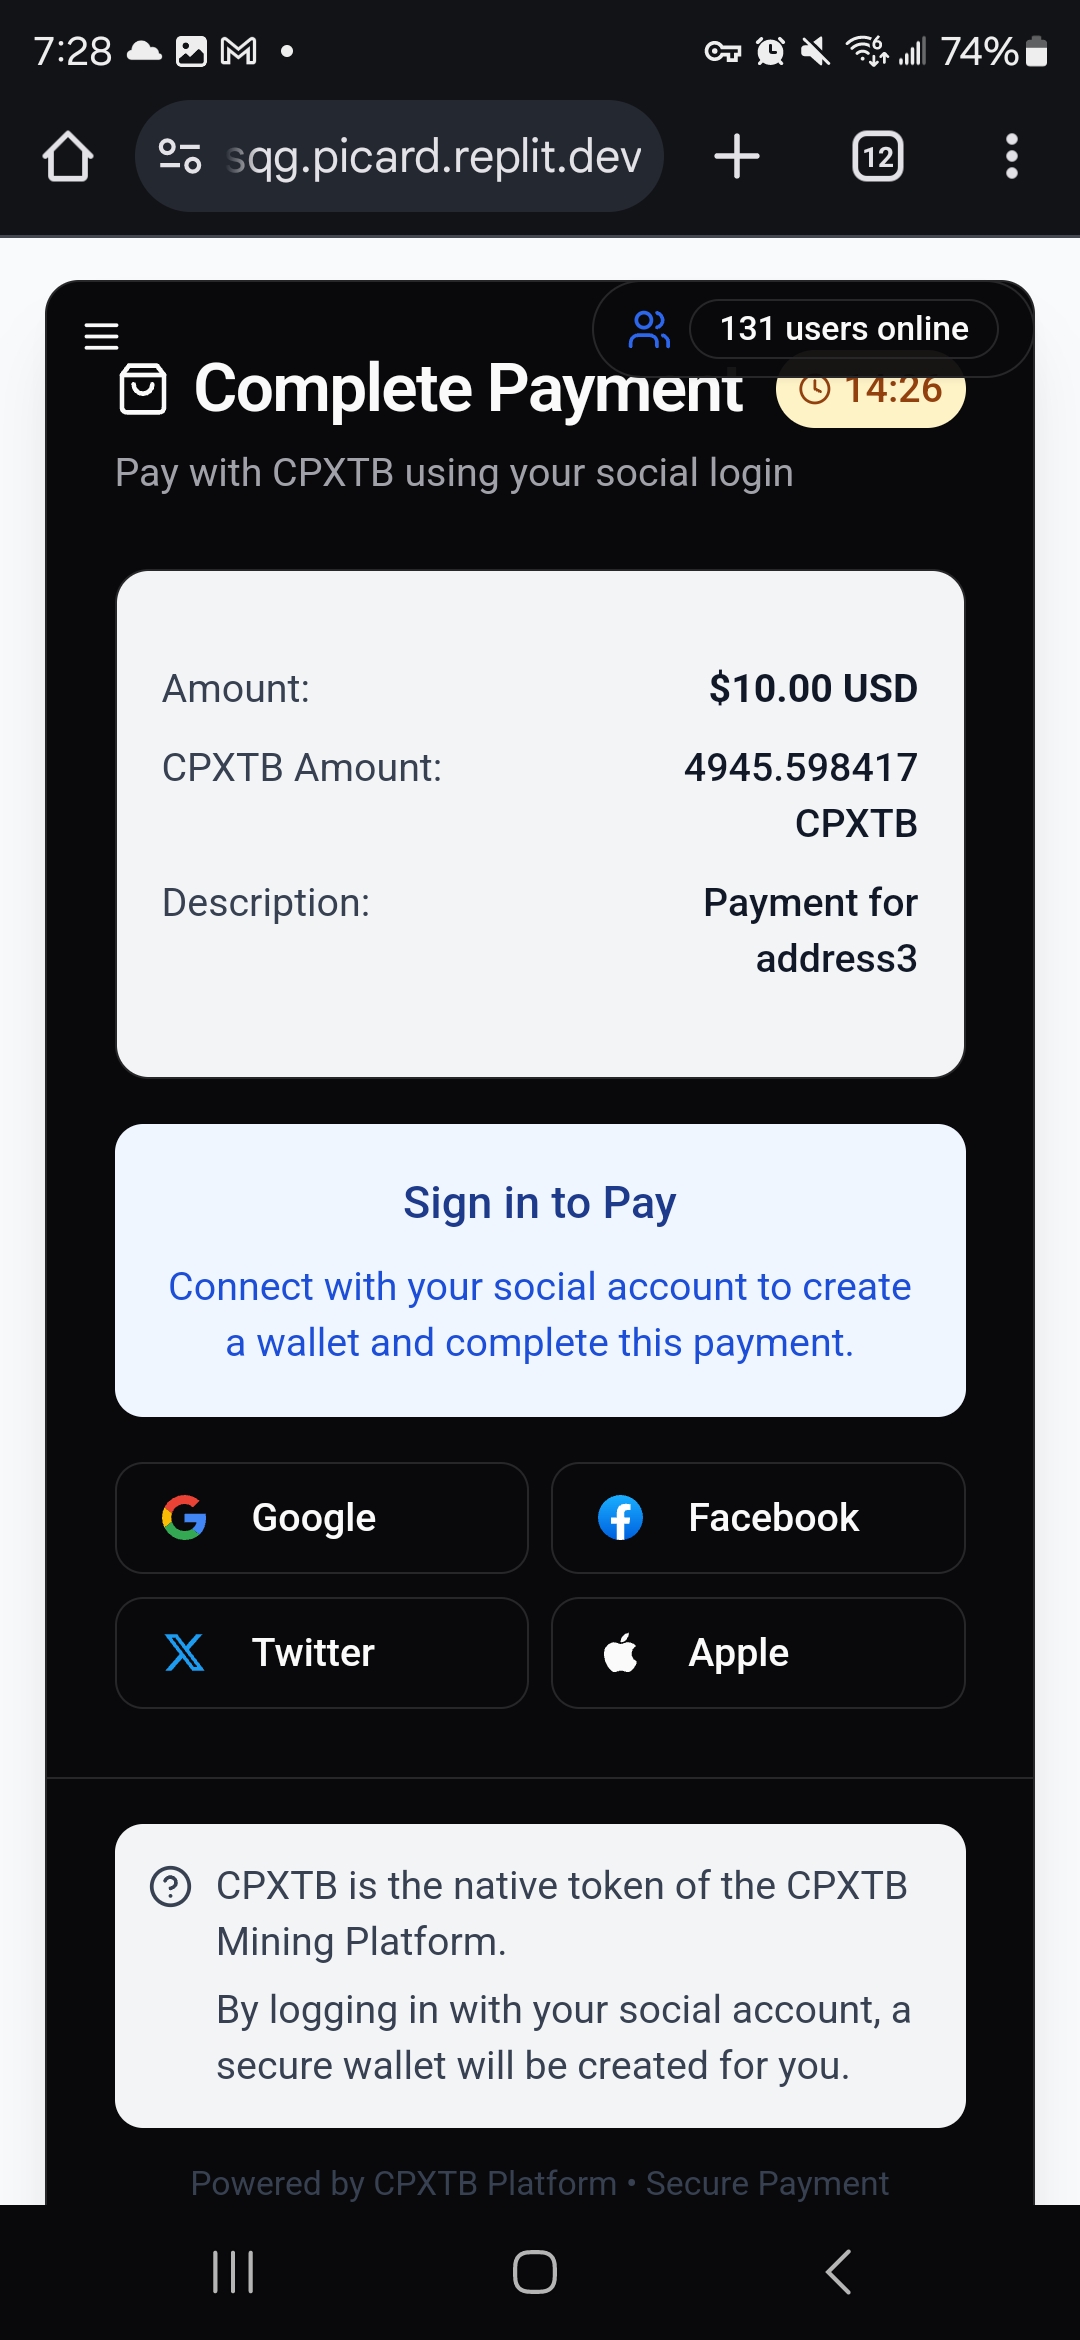 7:28
6
74%
sqg.picard.replit.dev
12
131 users online
Complete Payment
14:26
Pay with CPXTB using your social login
Amount: $10.00 USD
CPXTB Amount: 4945.598417
CPXTB
Description: Payment for
address3
Sign in to Pay
Connect with your social account to create
a wallet and complete this payment.
Google
Facebook
Twitter
Apple
CPXTB is the native token of the CPXTB
Mining Platform.
By logging in with your social account, a
secure wallet will be created for you.
Powered by CPXTB Platform • Secure Payment